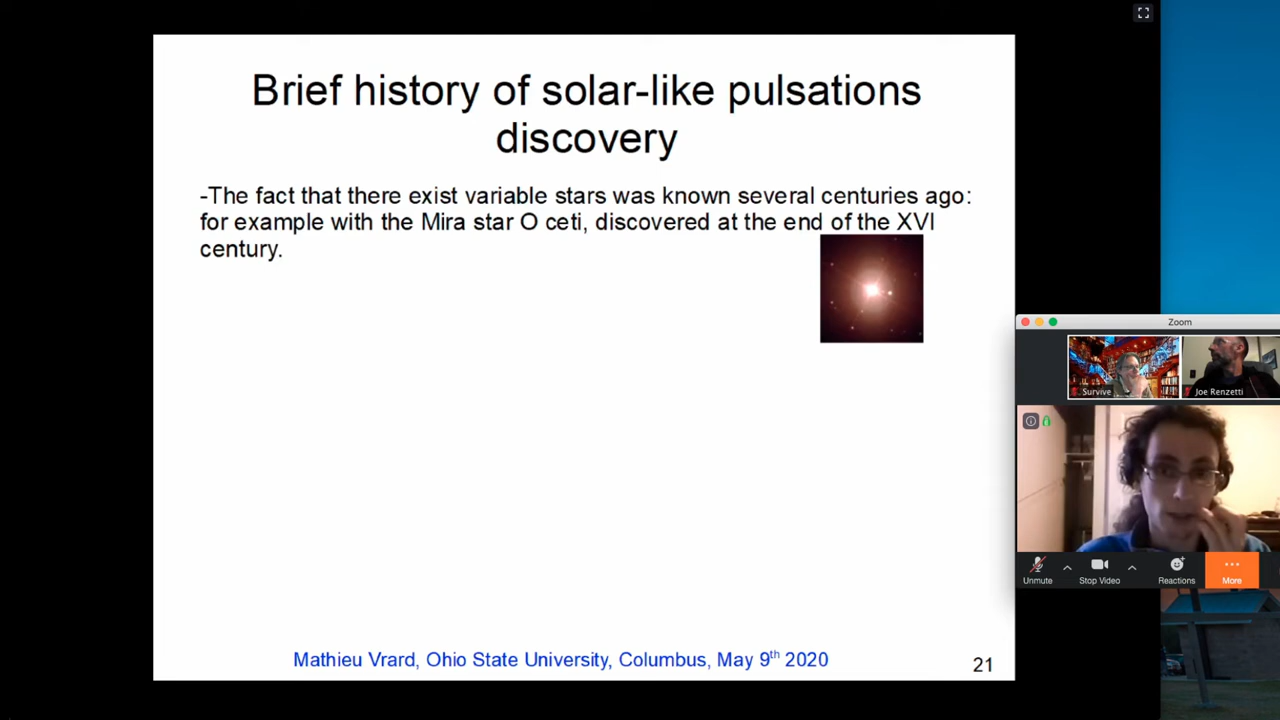 Brief history of solar-like pulsations
discovery
-The fact that there exist variable stars was known several centuries ago:
for example with the Mira star O ceti, discovered at the end of the XVI
century.
Mathieu Vrard, Ohio State University, Columbus, May 9th 2020
21
Zoom
Survive
Joe Renzetti
Unmute
Stop Video
Reactions
More